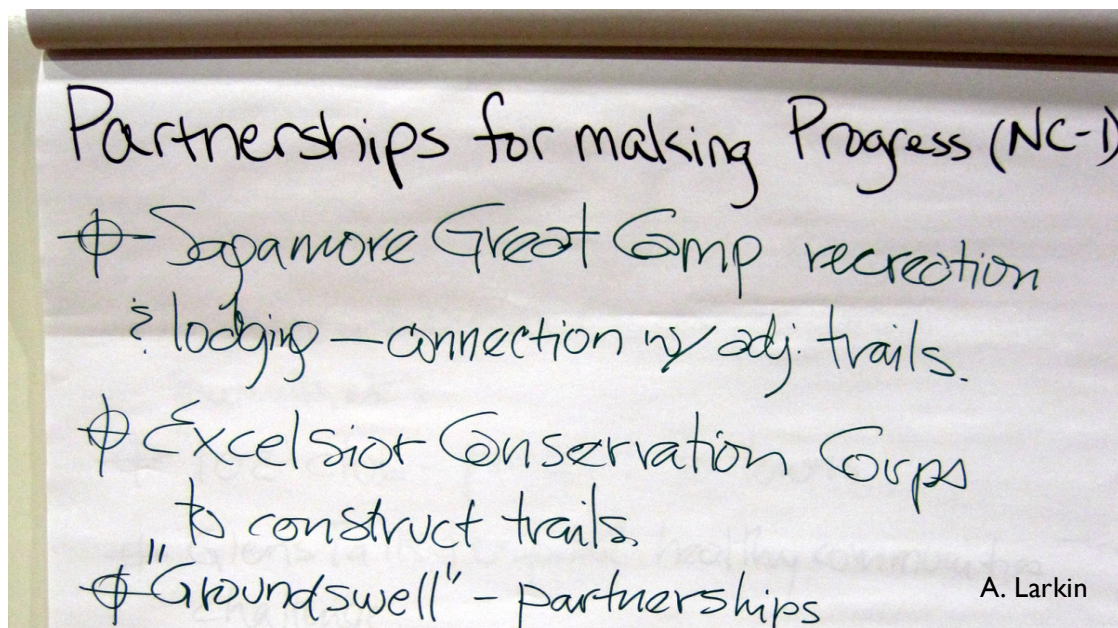 Partnerships for making Progress (NC-1)
Sagamore Great Camp recreation
& lodging — connection w/ adj. trails.
Excelsior Conservation Corps
to construct trails.
"Groundswell" - partnerships
A. Larkin